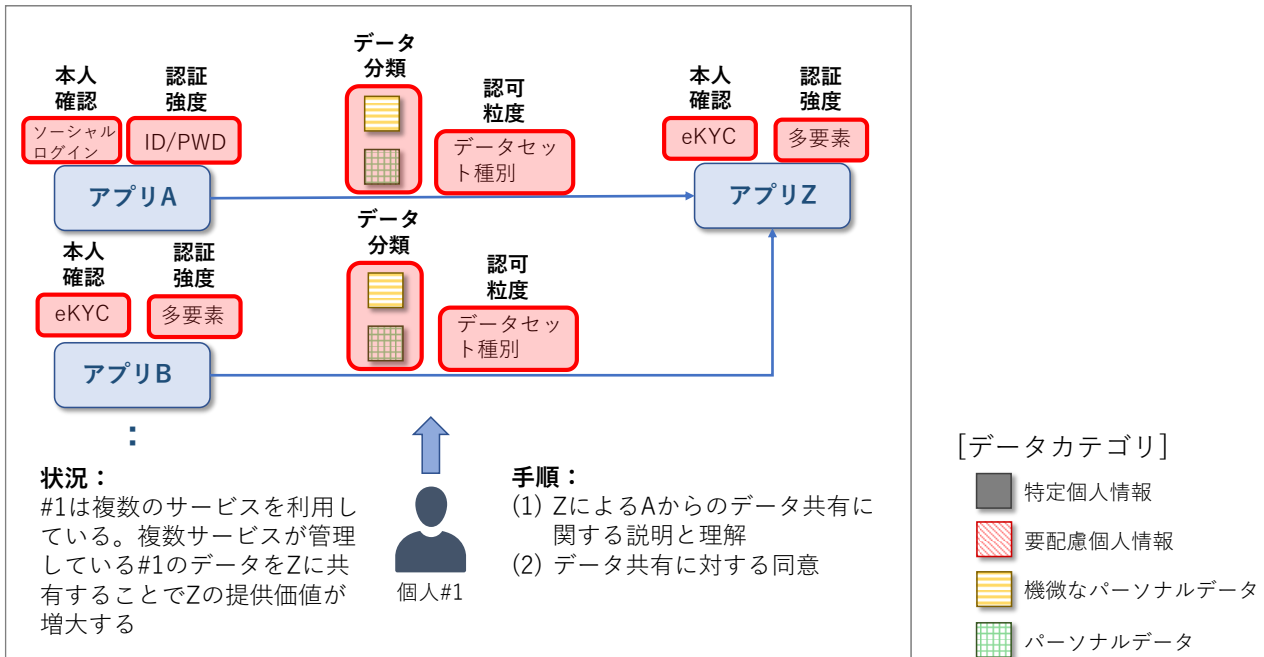 データ
分類
本人
確認
認証
強度
認可
粒度
本人
確認
認証
強度
ソーシャル
ログイン
ID/PWD
データセッ
ト種別
eKYC
多要素
アプリA
アプリZ
データ
分類
本人
確認
認証
強度
認可
粒度
eKYC
多要素
データセッ
ト種別
アプリB
:
状況：
#1は複数のサービスを利用し
ている。複数サービスが管理
している#1のデータをZに共
有することでZの提供価値が
増大する
個人#1
手順：
(1) ZによるAからのデータ共有に
関する説明と理解
(2) データ共有に対する同意
[データカテゴリ]
特定個人情報
要配慮個人情報
機微なパーソナルデータ
パーソナルデータ